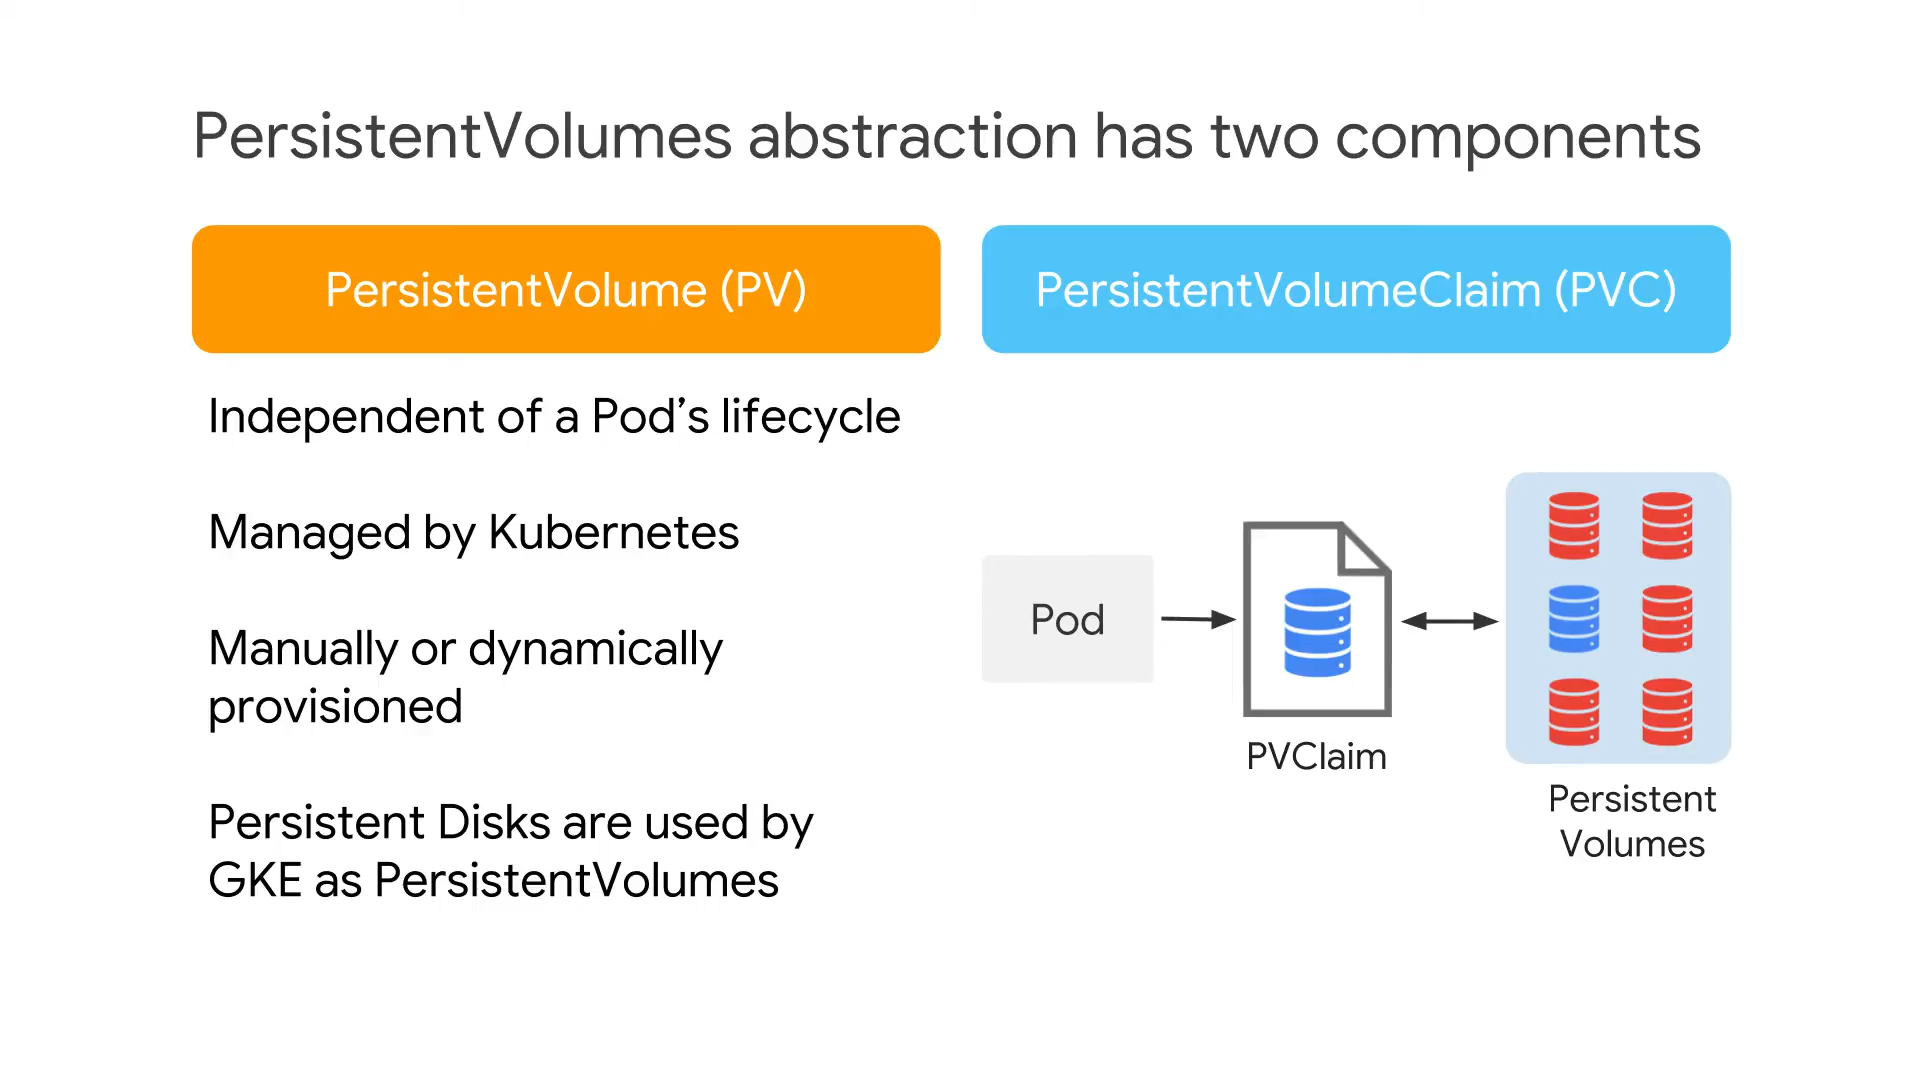 PersistentVolumes abstraction has two components
PersistentVolume (PV)
PersistentVolumeClaim (PVC)
Independent of a Pod’s lifecycle
Managed by Kubernetes
Manually or dynamically
provisioned
Persistent Disks are used by
GKE as PersistentVolumes
Pod
PVClaim
Persistent
Volumes